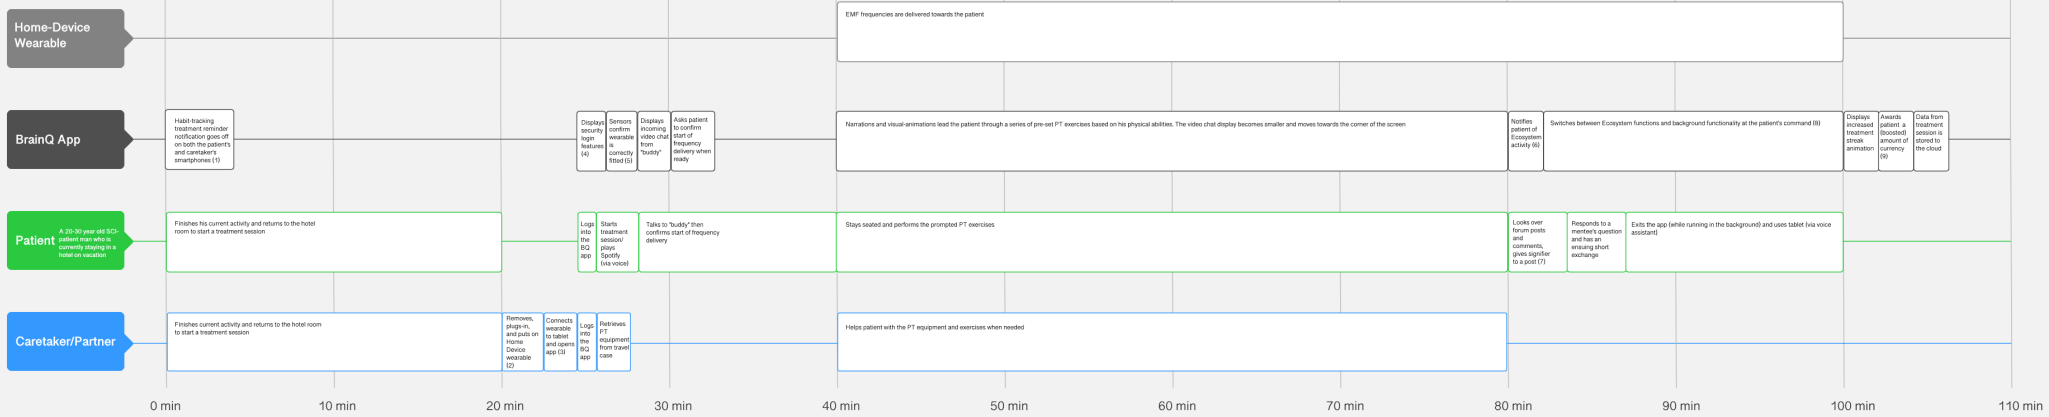 Home-Device
Wearable
EMF frequencies are delivered towards the patient
BrainQ App
Habit-tracking
treatment reminder
notification goes off
on both the patient's
and caretaker's
smartphones (1)
Displays
security
login
features
(4)
Sensors
confirm
wearable
is
correctly
fitted (5)
Displays
incoming
video chat
from
"buddy"
Asks patient
to confirm
start of
frequency
delivery when
ready
Narrations and visual-animations lead the patient through a series of pre-set PT exercises based on his physical abilities. The video chat display becomes smaller and moves towards the corner of the screen
Notifies
patient of
Ecosystem
activity (6)
Switches between Ecosystem functions and background functionality at the patient's command (8)
Displays
increased
treatment
streak
animation
Awards
patient a
(boosted)
amount of
currency
(9)
Data from
treatment
session is
stored to
the cloud
Patient
A 20-30 year old SCI-
patient man who is
currently staying in a
hotel on vacation
Finishes his current activity and returns to the hotel
room to start a treatment session
Logs
into
the
BQ
app
Starts
treatment
session/
plays
Spotify
(via voice)
Talks to "buddy" then
confirms start of frequency
delivery
Stays seated and performs the prompted PT exercises
Looks over
forum posts
and
comments,
gives signifier
to a post (7)
Responds to a
mentee's question
and has an
ensuing short
exchange
Exits the app (while running in the background) and uses tablet (via voice
assistant)
Caretaker/Partner
Finishes current activity and returns to the hotel room
to start a treatment session
Removes,
plugs-in,
and puts on
Home
Device
wearable
(2)
Connects
wearable
to tablet
and opens
app (3)
Logs
into
the
BQ
app
Retrieves
PT
equipment
from travel
case
Helps patient with the PT equipment and exercises when needed
0 min
10 min
20 min
30 min
40 min
50 min
60 min
70 min
80 min
90 min
100 min
110 min